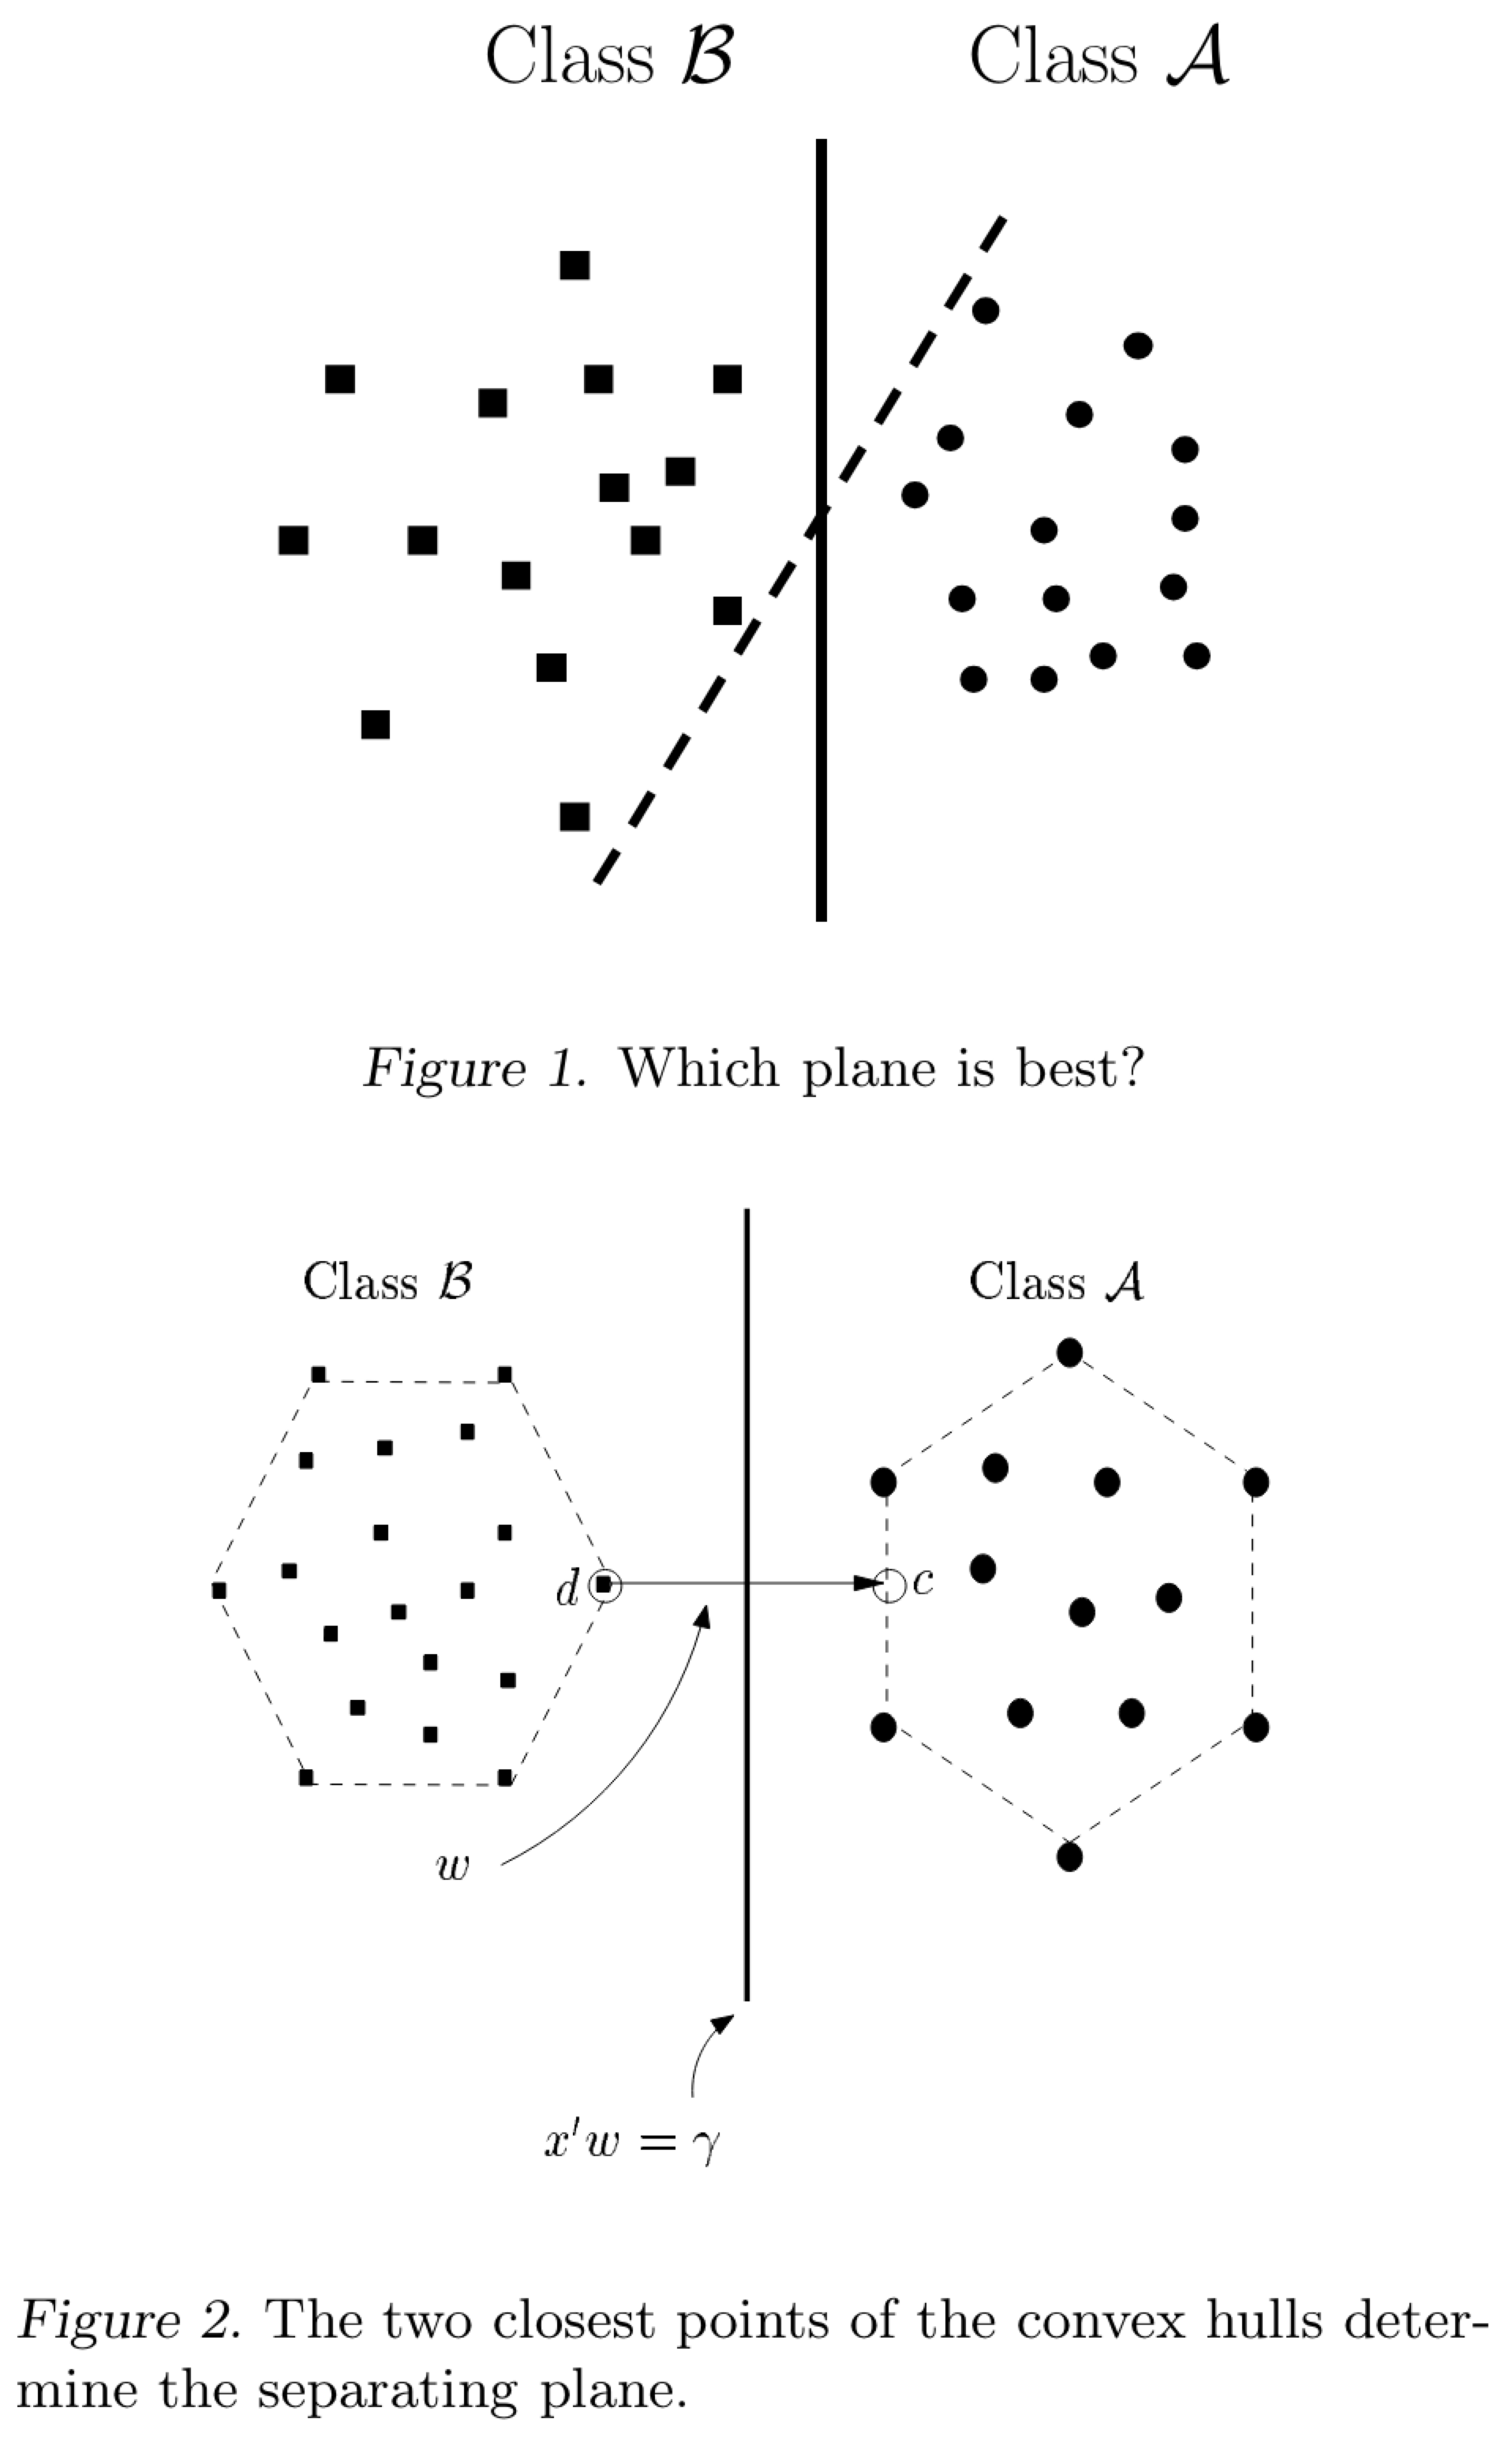 Class ℬ Class 𝒜
Figure 1. Which plane is best?
Class ℬ Class 𝒜
d c
w
x′w = γ
Figure 2. The two closest points of the convex hulls deter-
mine the separating plane.